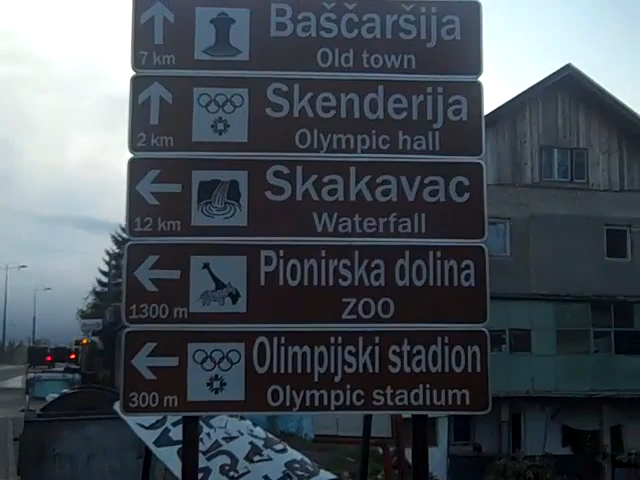 Baščaršija
7 km
Old town
Skenderija
2 km
Olympic hall
Skakavac
12 km
Waterfall
Pionirska dolina
1300 m
ZOO
Olimpijski stadion
300 m
Olympic stadium